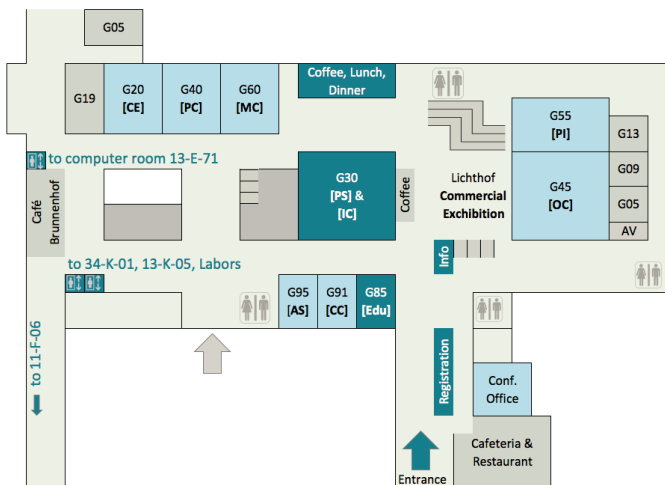 G05
G19
G20
[CE]
G40
[PC]
G60
[MC]
Coffee, Lunch,
Dinner
G55
[PI]
G13
to computer room 13-E-71
Café
Brunnenhof
G30
[PS] &
[IC]
Coffee
Lichthof
Commercial
Exchibition
G45
[OC]
G09
G05
AV
to 34-K-01, 13-K-05, Labors
Info
G95
[AS]
G91
[CC]
G85
[Edu]
to 11-F-06
Registration
Conf.
Office
Cafeteria &
Restaurant
Entrance